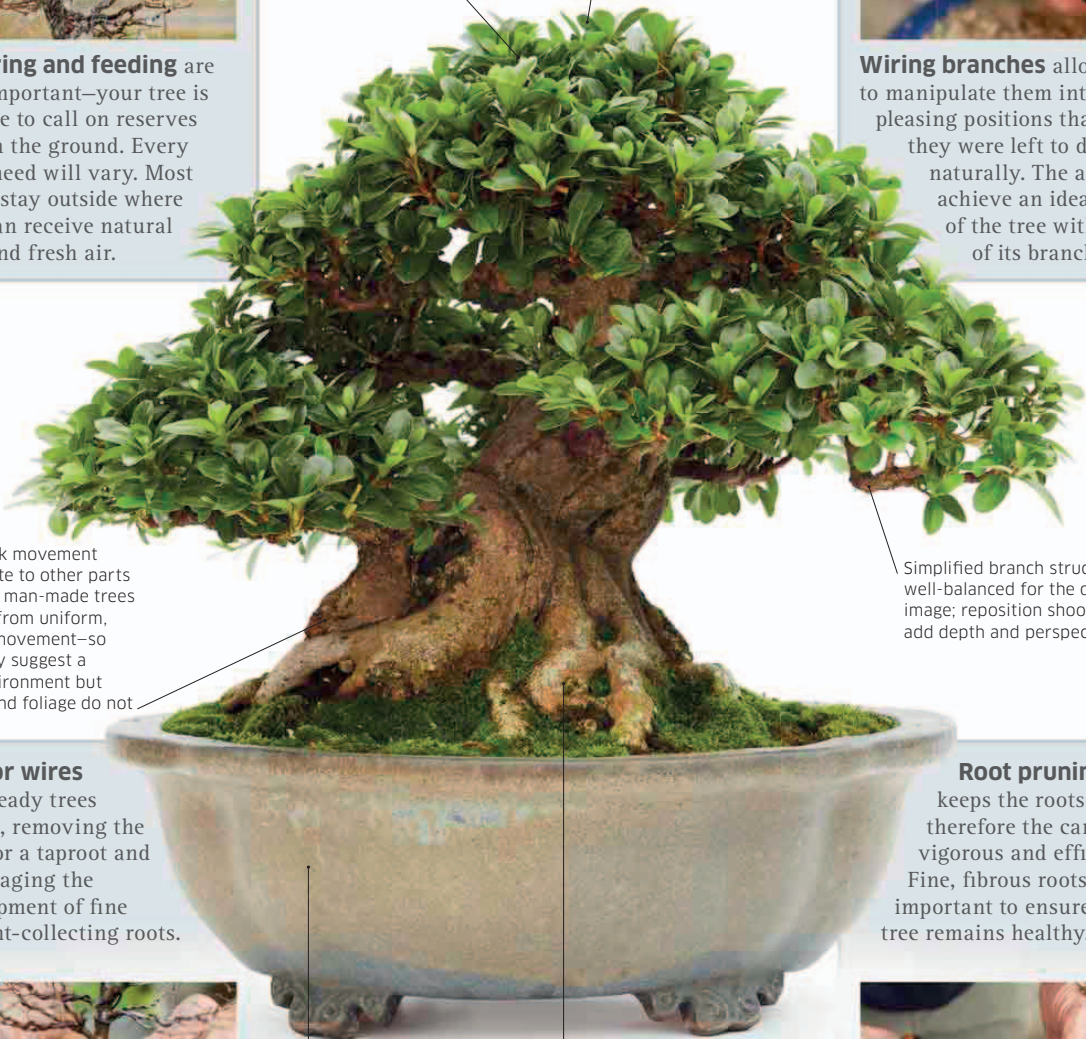 ring and feeding are
mportant—your tree is
e to call on reserves
n the ground. Every
need will vary. Most
stay outside where
an receive natural
nd fresh air.
Wiring branches allo
to manipulate them int
pleasing positions tha
they were left to d
naturally. The a
achieve an idea
of the tree wit
of its branch
k movement
te to other parts
man-made trees
from uniform,
movement—so
y suggest a
ironment but
nd foliage do not
Simplified branch struc
well-balanced for the o
image; reposition shoo
add depth and perspec
or wires
eady trees
, removing the
or a taproot and
aging the
pment of fine
nt-collecting roots.
Root prunin
keeps the roots
therefore the can
vigorous and effi
Fine, fibrous roots
important to ensure
tree remains healthy.